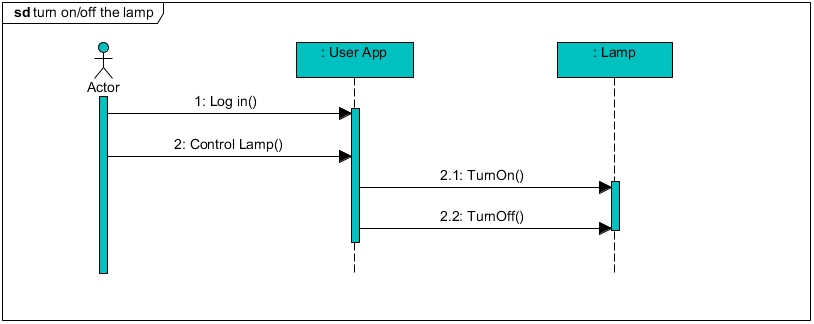 sd turn on/off the lamp
: User App
: Lamp
Actor
1: Log in()
2: Control Lamp()
2.1: TurnOn()
2.2: TurnOff()